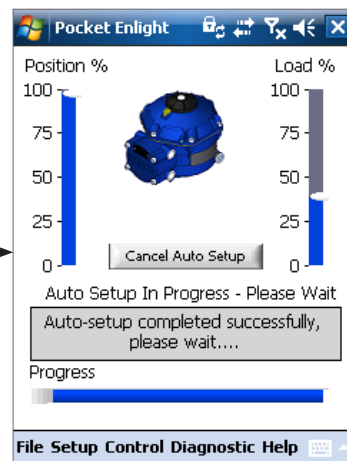 Pocket Enlight
Position %
Load %
100
100
75
75
50
50
25
25
0
0
Cancel Auto Setup
Auto Setup In Progress - Please Wait
Auto-setup completed successfully,
please wait....
Progress
File Setup Control Diagnostic Help